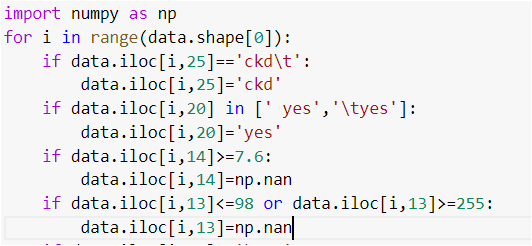 import numpy as np
for i in range(data.shape[0]):
    if data.iloc[i,25]=='ckd\t':
        data.iloc[i,25]='ckd'
    if data.iloc[i,20] in [' yes','\tyes']:
        data.iloc[i,20]='yes'
    if data.iloc[i,14]>=7.6:
        data.iloc[i,14]=np.nan
    if data.iloc[i,13]<=98 or data.iloc[i,13]>=255:
        data.iloc[i,13]=np.nan